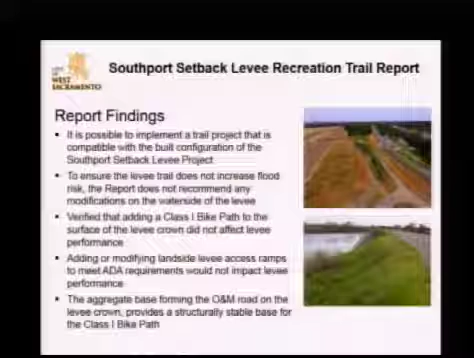 CITY OF
WEST
SACRAMENTO
Southport Setback Levee Recreation Trail Report
Report Findings
▪ It is possible to implement a trail project that is
compatible with the built configuration of the
Southport Setback Levee Project
▪ To ensure the levee trail does not increase flood
risk, the Report does not recommend any
modifications on the waterside of the levee
▪ Verified that adding a Class I Bike Path to the
surface of the levee crown did not affect levee
performance
▪ Adding or modifying landside levee access ramps
to meet ADA requirements would not impact levee
performance
▪ The aggregate base forming the O&M road on the
levee crown, provides a structurally stable base for
the Class I Bike Path